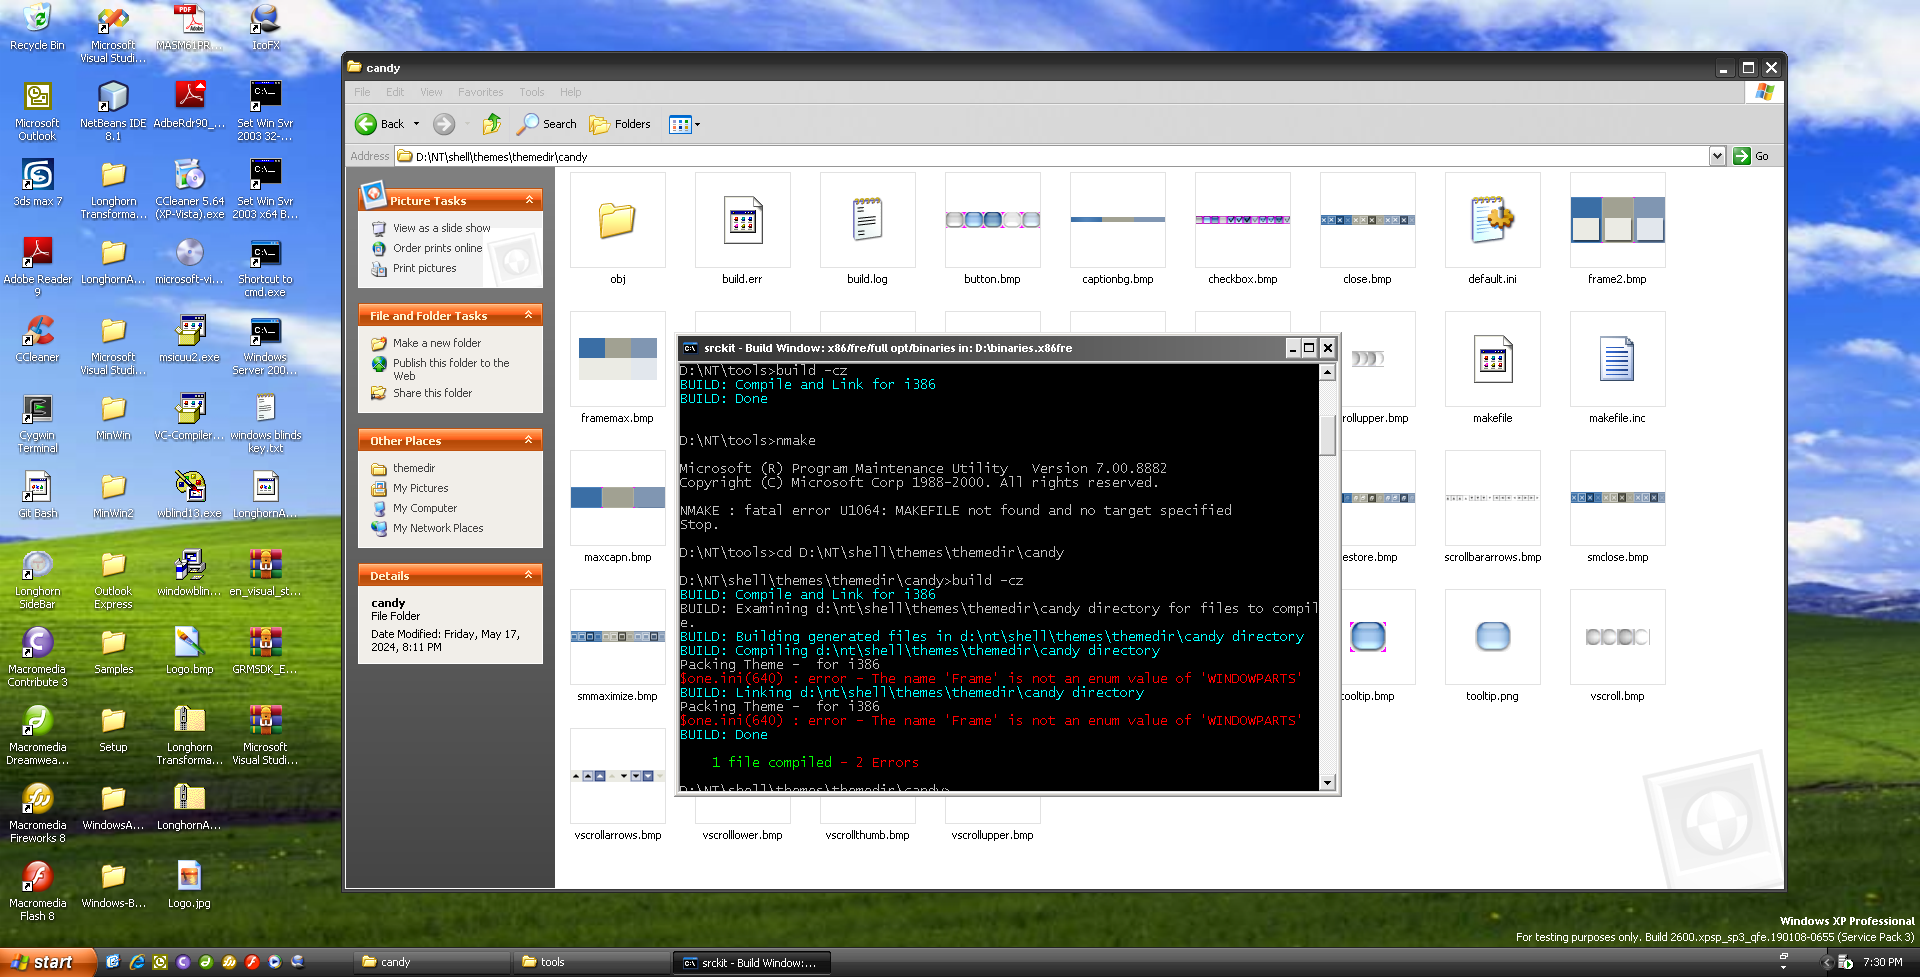 Recycle Bin
Microsoft Visual Studi...
MASM61PR...
IcoFX
Microsoft Outlook
NetBeans IDE 8.1
AdbeRdr90_...
Set Win Svr 2003 32-...
3ds max 7
Longhorn Transforma...
CCleaner 5.64 (XP-Vista).exe
Set Win Svr 2003 x64 B...
Adobe Reader 9
LonghornA...
microsoft-vi...
Shortcut to cmd.exe
CCleaner
Microsoft Visual Studi...
msicuu2.exe
Windows Server 200...
Cygwin Terminal
MinWin
VC-Compiler...
windows blinds key.txt
Git Bash
MinWin2
wblind13.exe
LonghornA...
Longhorn SideBar
Outlook Express
windowblin...
en_visual_st...
Macromedia Contribute 3
Samples
Logo.bmp
GRMSDK_E...
Macromedia Dreamwea...
Setup
Longhorn Transforma...
Microsoft Visual Studi...
Macromedia Fireworks 8
WindowsA...
LonghornA...
Macromedia Flash 8
Windows-B...
Logo.jpg
candy
File Edit View Favorites Tools Help
Back Search Folders
Address D:\NT\shell\themes\themedir\candy Go
Picture Tasks
View as a slide show
Order prints online
Print pictures
File and Folder Tasks
Make a new folder
Publish this folder to the
Web
Share this folder
Other Places
themedir
My Pictures
My Computer
My Network Places
Details
candy
File Folder
Date Modified: Friday, May 17,
2024, 8:11 PM
obj build.err build.log button.bmp captionbg.bmp checkbox.bmp close.bmp default.ini frame2.bmp
framemax.bmp rollupper.bmp makefile makefile.inc
maxcapn.bmp estore.bmp scrollbararrows.bmp smclose.bmp
smmaximize.bmp tooltip.bmp tooltip.png vscroll.bmp
vscrollarrows.bmp vscrolllower.bmp vscrollthumb.bmp vscrollupper.bmp
srckit - Build Window: x86/fre/full opt/binaries in: D:\binaries.x86fre
D:\NT\tools>build -cz
BUILD: Compile and Link for i386
BUILD: Done
D:\NT\tools>nmake
Microsoft (R) Program Maintenance Utility   Version 7.00.8882
Copyright (C) Microsoft Corp 1988-2000. All rights reserved.
NMAKE : fatal error U1064: MAKEFILE not found and no target specified
Stop.
D:\NT\tools>cd D:\NT\shell\themes\themedir\candy
D:\NT\shell\themes\themedir\candy>build -cz
BUILD: Compile and Link for i386
BUILD: Examining d:\nt\shell\themes\themedir\candy directory for files to compil
e.
BUILD: Building generated files in d:\nt\shell\themes\themedir\candy directory
BUILD: Compiling d:\nt\shell\themes\themedir\candy directory
Packing Theme -  for i386
$one.ini(640) : error - The name 'Frame' is not an enum value of 'WINDOWPARTS'
BUILD: Linking d:\nt\shell\themes\themedir\candy directory
Packing Theme -  for i386
$one.ini(640) : error - The name 'Frame' is not an enum value of 'WINDOWPARTS'
BUILD: Done
1 file compiled - 2 Errors
D:\NT\shell\themes\themedir\candy>
Windows XP Professional
For testing purposes only. Build 2600.xpsp_sp3_qfe.190108-0655 (Service Pack 3)
start candy tools srckit - Build Window:... 7:30 PM